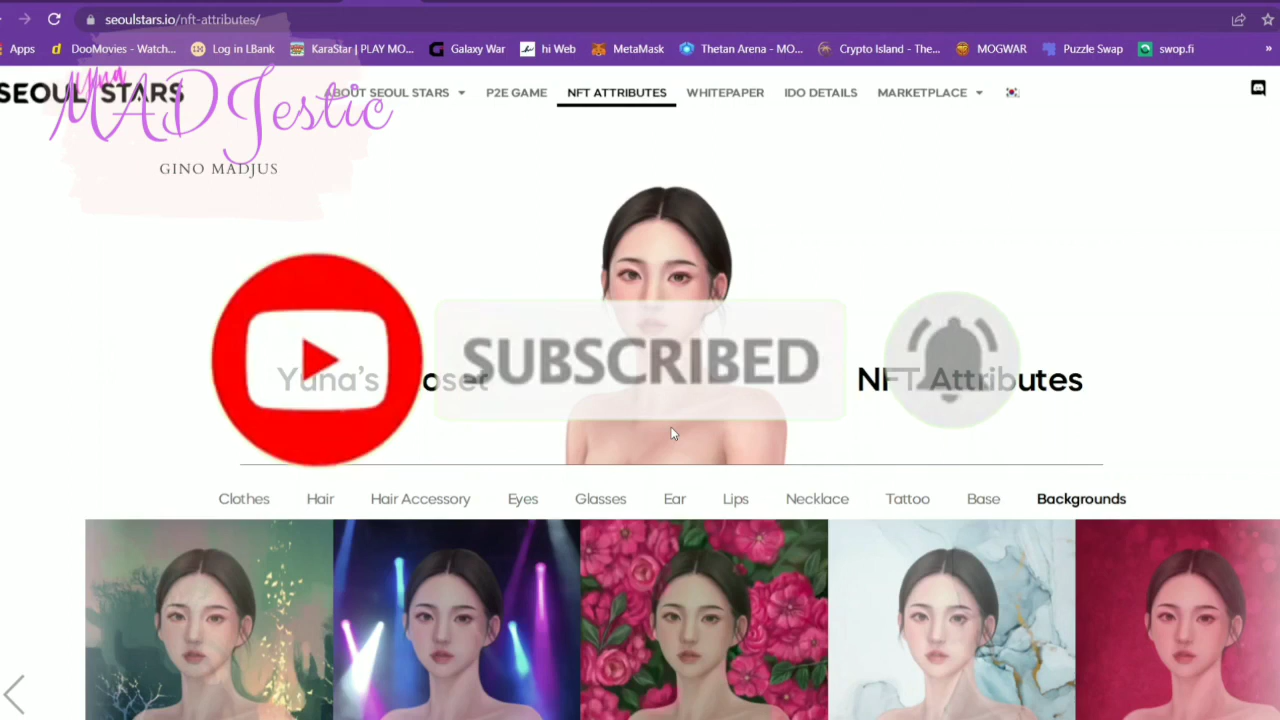 seoulstars.io/nft-attributes/
Apps DooMovies - Watch... Log in LBank KaraStar | PLAY MO... Galaxy War hi Web MetaMask Thetan Arena - MO... Crypto Island - The... MOGWAR Puzzle Swap swop.fi »
SEOUL STARS ABOUT SEOUL STARS P2E GAME NFT ATTRIBUTES WHITEPAPER IDO DETAILS MARKETPLACE
Yuna
MADJestic
GINO MADJUS
SUBSCRIBED
Yuna's Closet NFT Attributes
Clothes Hair Hair Accessory Eyes Glasses Ear Lips Necklace Tattoo Base Backgrounds